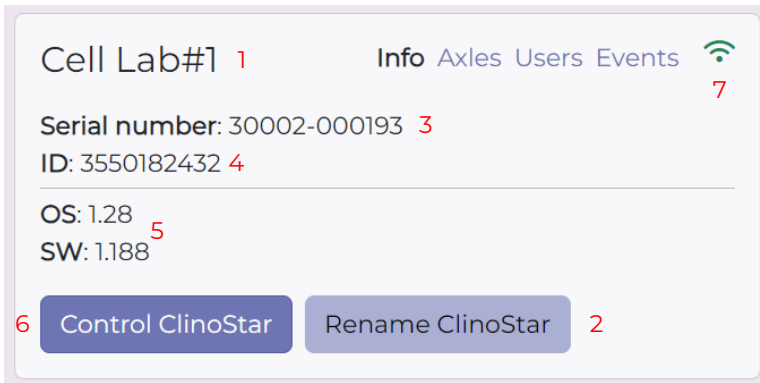 Cell Lab#1 1 Info Axles Users Events
7
Serial number: 30002-000193 3
ID: 3550182432 4
OS: 1.28
5
SW: 1.188
6 Control ClinoStar Rename ClinoStar 2